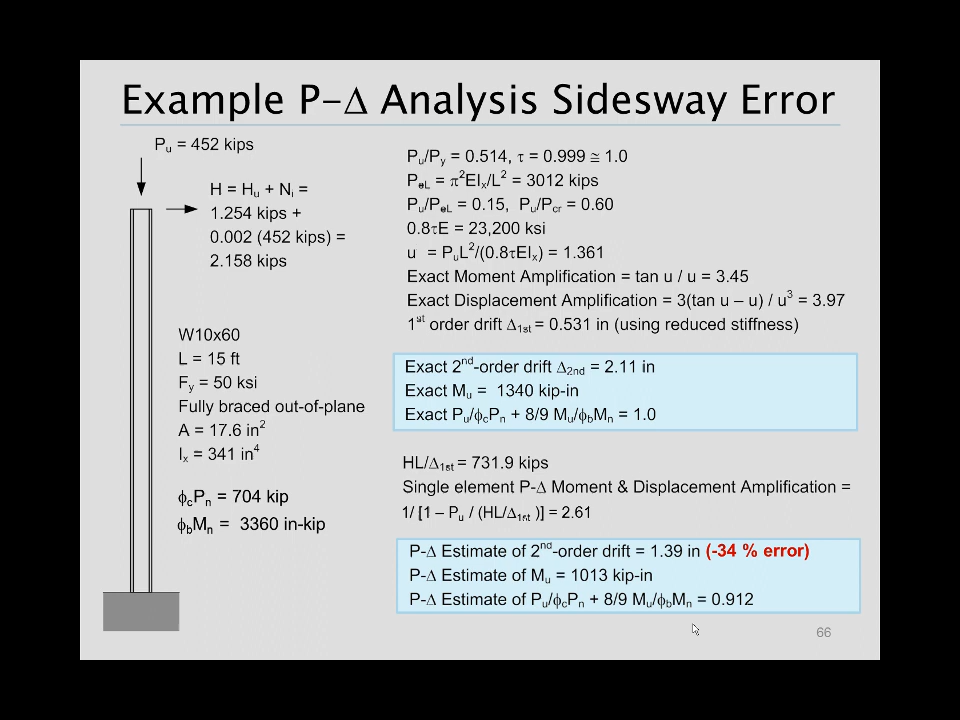 Example P-Δ Analysis Sidesway Error
Pu = 452 kips
H = Hu + Ni =
1.254 kips +
0.002 (452 kips) =
2.158 kips
W10x60
L = 15 ft
Fy = 50 ksi
Fully braced out-of-plane
A = 17.6 in²
Ix = 341 in⁴
ϕcPn = 704 kip
ϕbMn = 3360 in-kip
Pu/Py = 0.514, τ = 0.999 ≅ 1.0
PeL = π²EIx/L² = 3012 kips
Pu/PeL = 0.15, Pu/Pcr = 0.60
0.8τE = 23,200 ksi
u = PuL²/(0.8τEIx) = 1.361
Exact Moment Amplification = tan u / u = 3.45
Exact Displacement Amplification = 3(tan u – u) / u³ = 3.97
1st order drift Δ1st = 0.531 in (using reduced stiffness)
Exact 2nd-order drift Δ2nd = 2.11 in
Exact Mu = 1340 kip-in
Exact Pu/ϕcPn + 8/9 Mu/ϕbMn = 1.0
HL/Δ1st = 731.9 kips
Single element P-Δ Moment & Displacement Amplification =
1/ [1 – Pu / (HL/Δ1st )] = 2.61
P-Δ Estimate of 2nd-order drift = 1.39 in (-34 % error)
P-Δ Estimate of Mu = 1013 kip-in
P-Δ Estimate of Pu/ϕcPn + 8/9 Mu/ϕbMn = 0.912
66